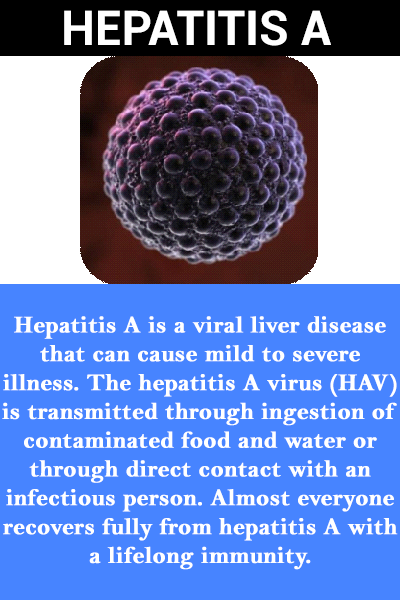 HEPATITIS A
Hepatitis A is a viral liver disease
that can cause mild to severe
illness. The hepatitis A virus (HAV)
is transmitted through ingestion of
contaminated food and water or
through direct contact with an
infectious person. Almost everyone
recovers fully from hepatitis A with
a lifelong immunity.